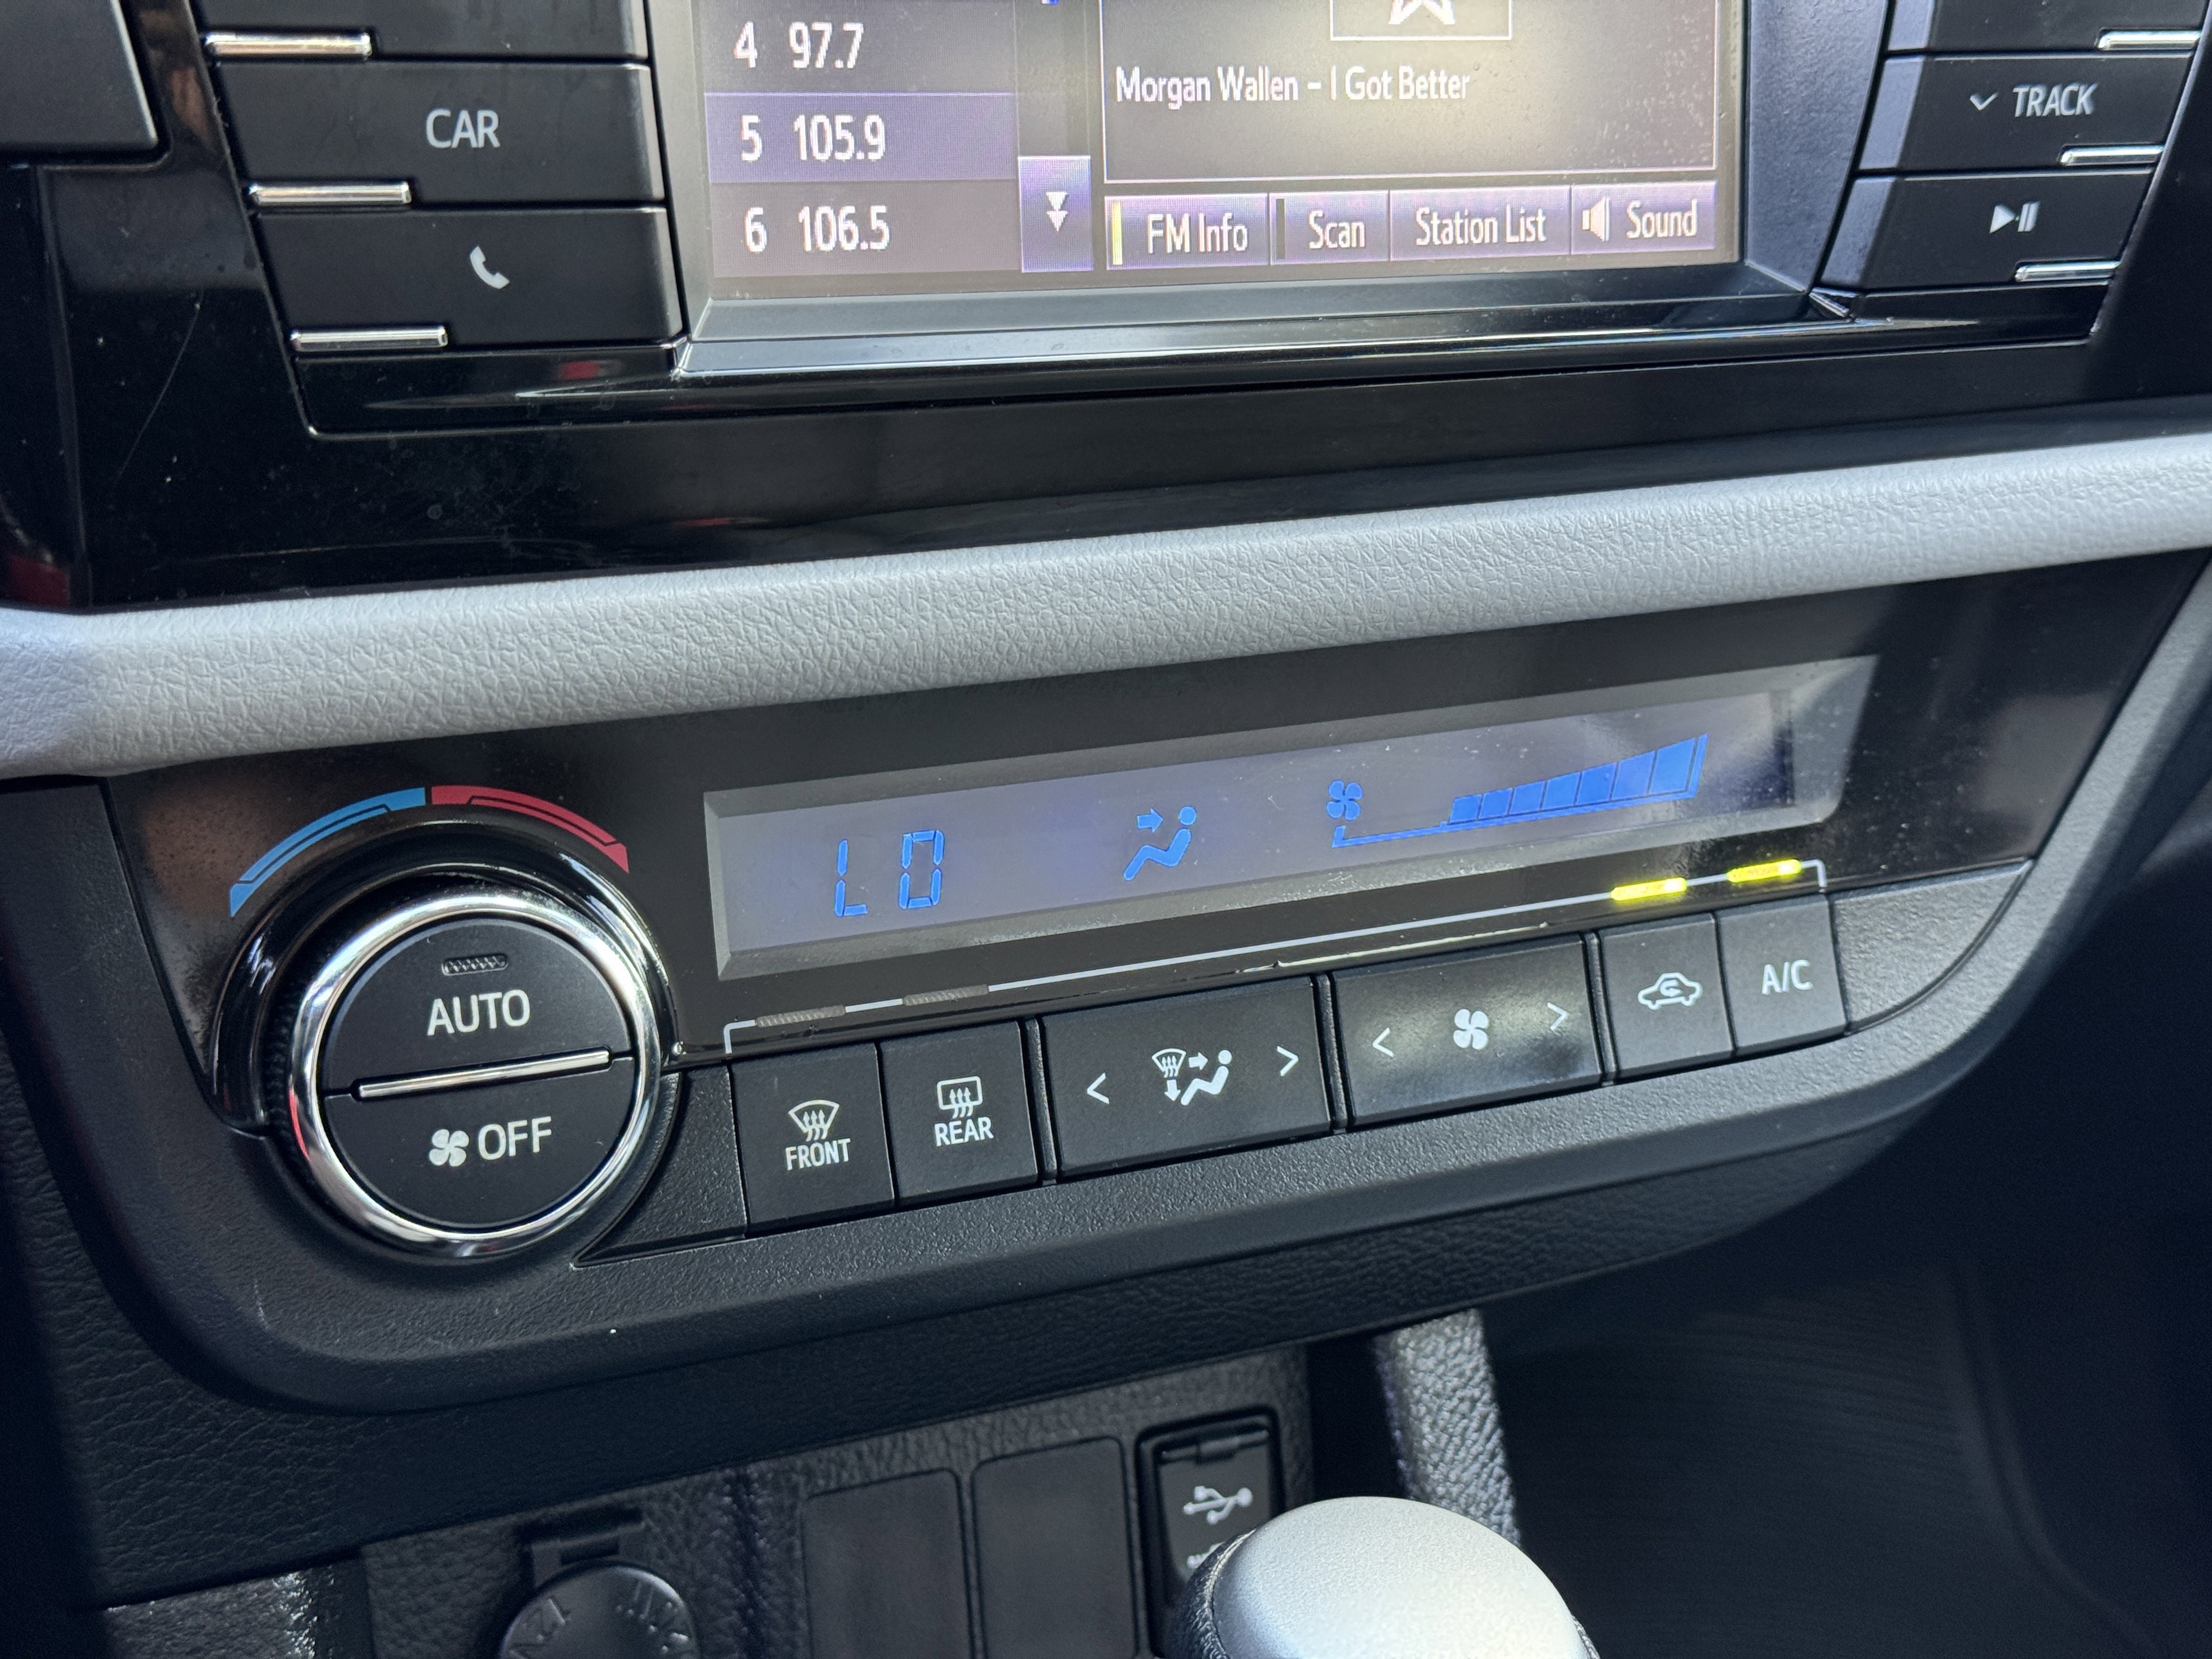 4 97.7
Morgan Wallen - I Got Better
TRACK
CAR
5 105.9
6 106.5
FM Info
Scan
Station List
Sound
LO
AUTO
OFF
FRONT
REAR
A/C
12V